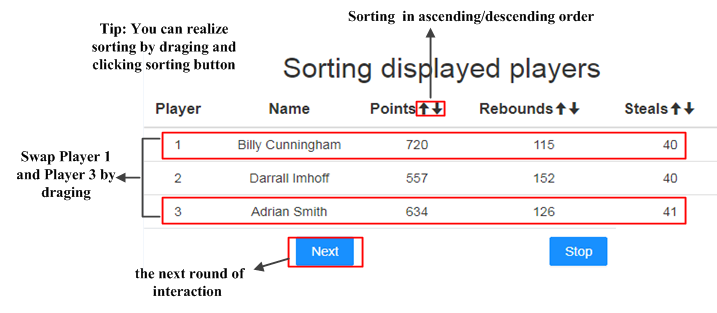 Sorting in ascending/descending order
Tip: You can realize
sorting by draging and
clicking sorting button
Sorting displayed players
Player Name Points Rebounds Steals
1 Billy Cunningham 720 115 40
2 Darrall Imhoff 557 152 40
3 Adrian Smith 634 126 41
Swap Player 1
and Player 3 by
draging
Next Stop
the next round of
interaction